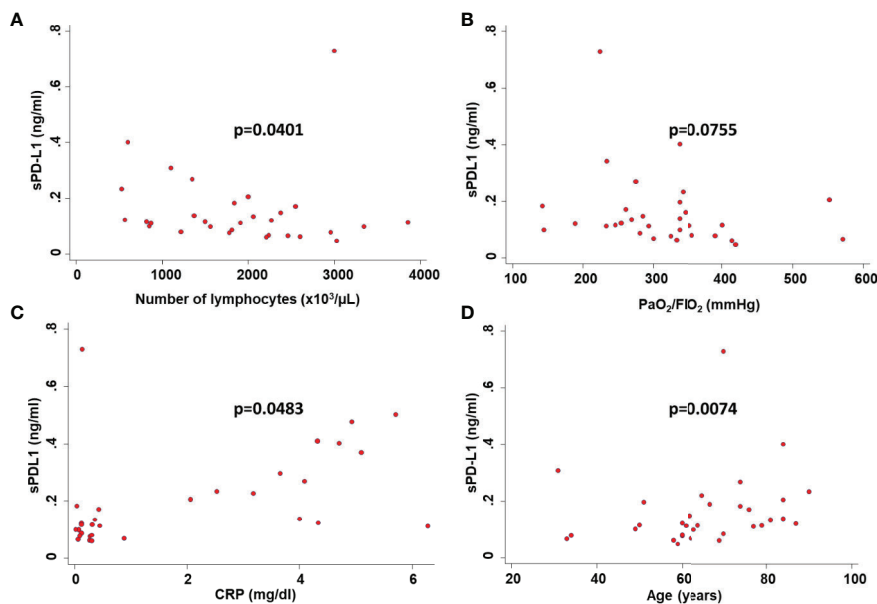 A
sPD-L1 (ng/ml)
.8
.6
.4
.2
0
p=0.0401
0 1000 2000 3000 4000
Number of lymphocytes (x10³/µL)
B
sPDL1 (ng/ml)
.8
.6
.4
.2
0
p=0.0755
100 200 300 400 500 600
PaO₂/FIO₂ (mmHg)
C
sPDL1 (ng/ml)
.8
.6
.4
.2
0
p=0.0483
0 2 4 6
CRP (mg/dl)
D
sPD-L1 (ng/ml)
.8
.6
.4
.2
0
p=0.0074
20 40 60 80 100
Age (years)